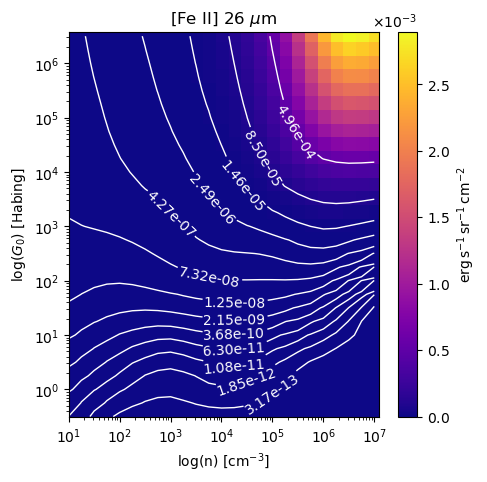 [Fe II] 26 μm
×10⁻³
10⁶
10⁵
10⁴
10³
10²
10¹
10⁰
log(G₀) [Habing]
4.96e-04
8.50e-05
1.46e-05
2.49e-06
4.27e-07
7.32e-08
1.25e-08
2.15e-09
3.68e-10
6.30e-11
1.08e-11
1.85e-12
3.17e-13
10¹ 10² 10³ 10⁴ 10⁵ 10⁶ 10⁷
log(n) [cm⁻³]
2.5
2.0
1.5
1.0
0.5
0.0
erg s⁻¹ sr⁻¹ cm⁻²